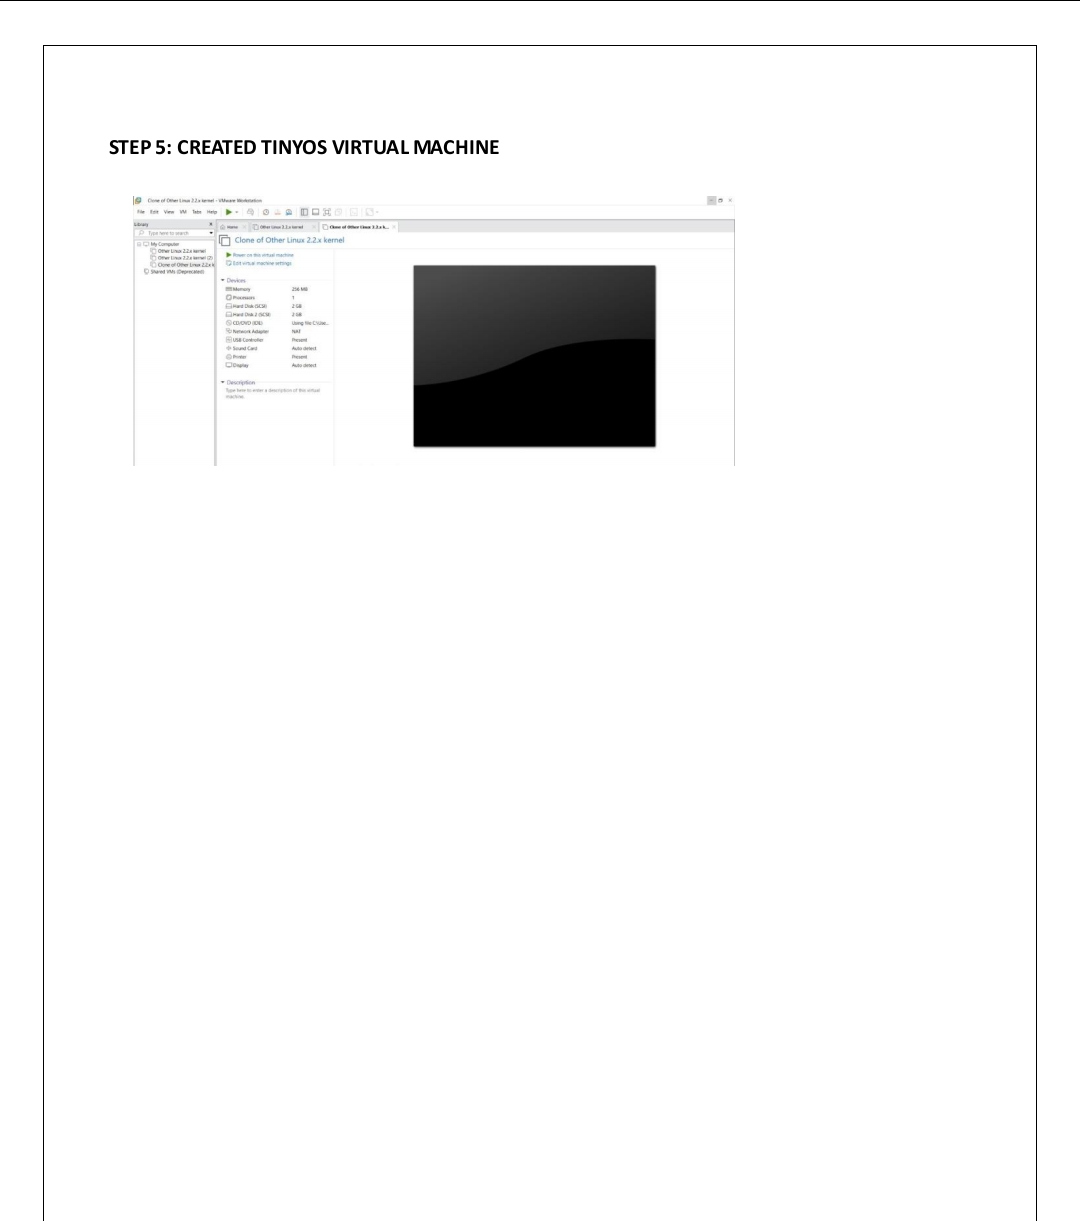 STEP 5: CREATED TINYOS VIRTUAL MACHINE
Clone of Other Linux 2.2.x kernel - VMware Workstation
File Edit View VM Tabs Help
Library
Type here to search
My Computer
Other Linux 2.2.x kernel
Other Linux 2.2.x kernel (2)
Clone of Other Linux 2.2.x k
Shared VMs (Deprecated)
Home
Other Linux 2.2.x kernel
Clone of Other Linux 2.2.x k...
Clone of Other Linux 2.2.x kernel
Power on this virtual machine
Edit virtual machine settings
Devices
Memory 256 MB
Processors 1
Hard Disk (SCSI) 2 GB
Hard Disk 2 (SCSI) 2 GB
CD/DVD (IDE) Using file C:\Use...
Network Adapter NAT
USB Controller Present
Sound Card Auto detect
Printer Present
Display Auto detect
Description
Type here to enter a description of this virtual
machine.